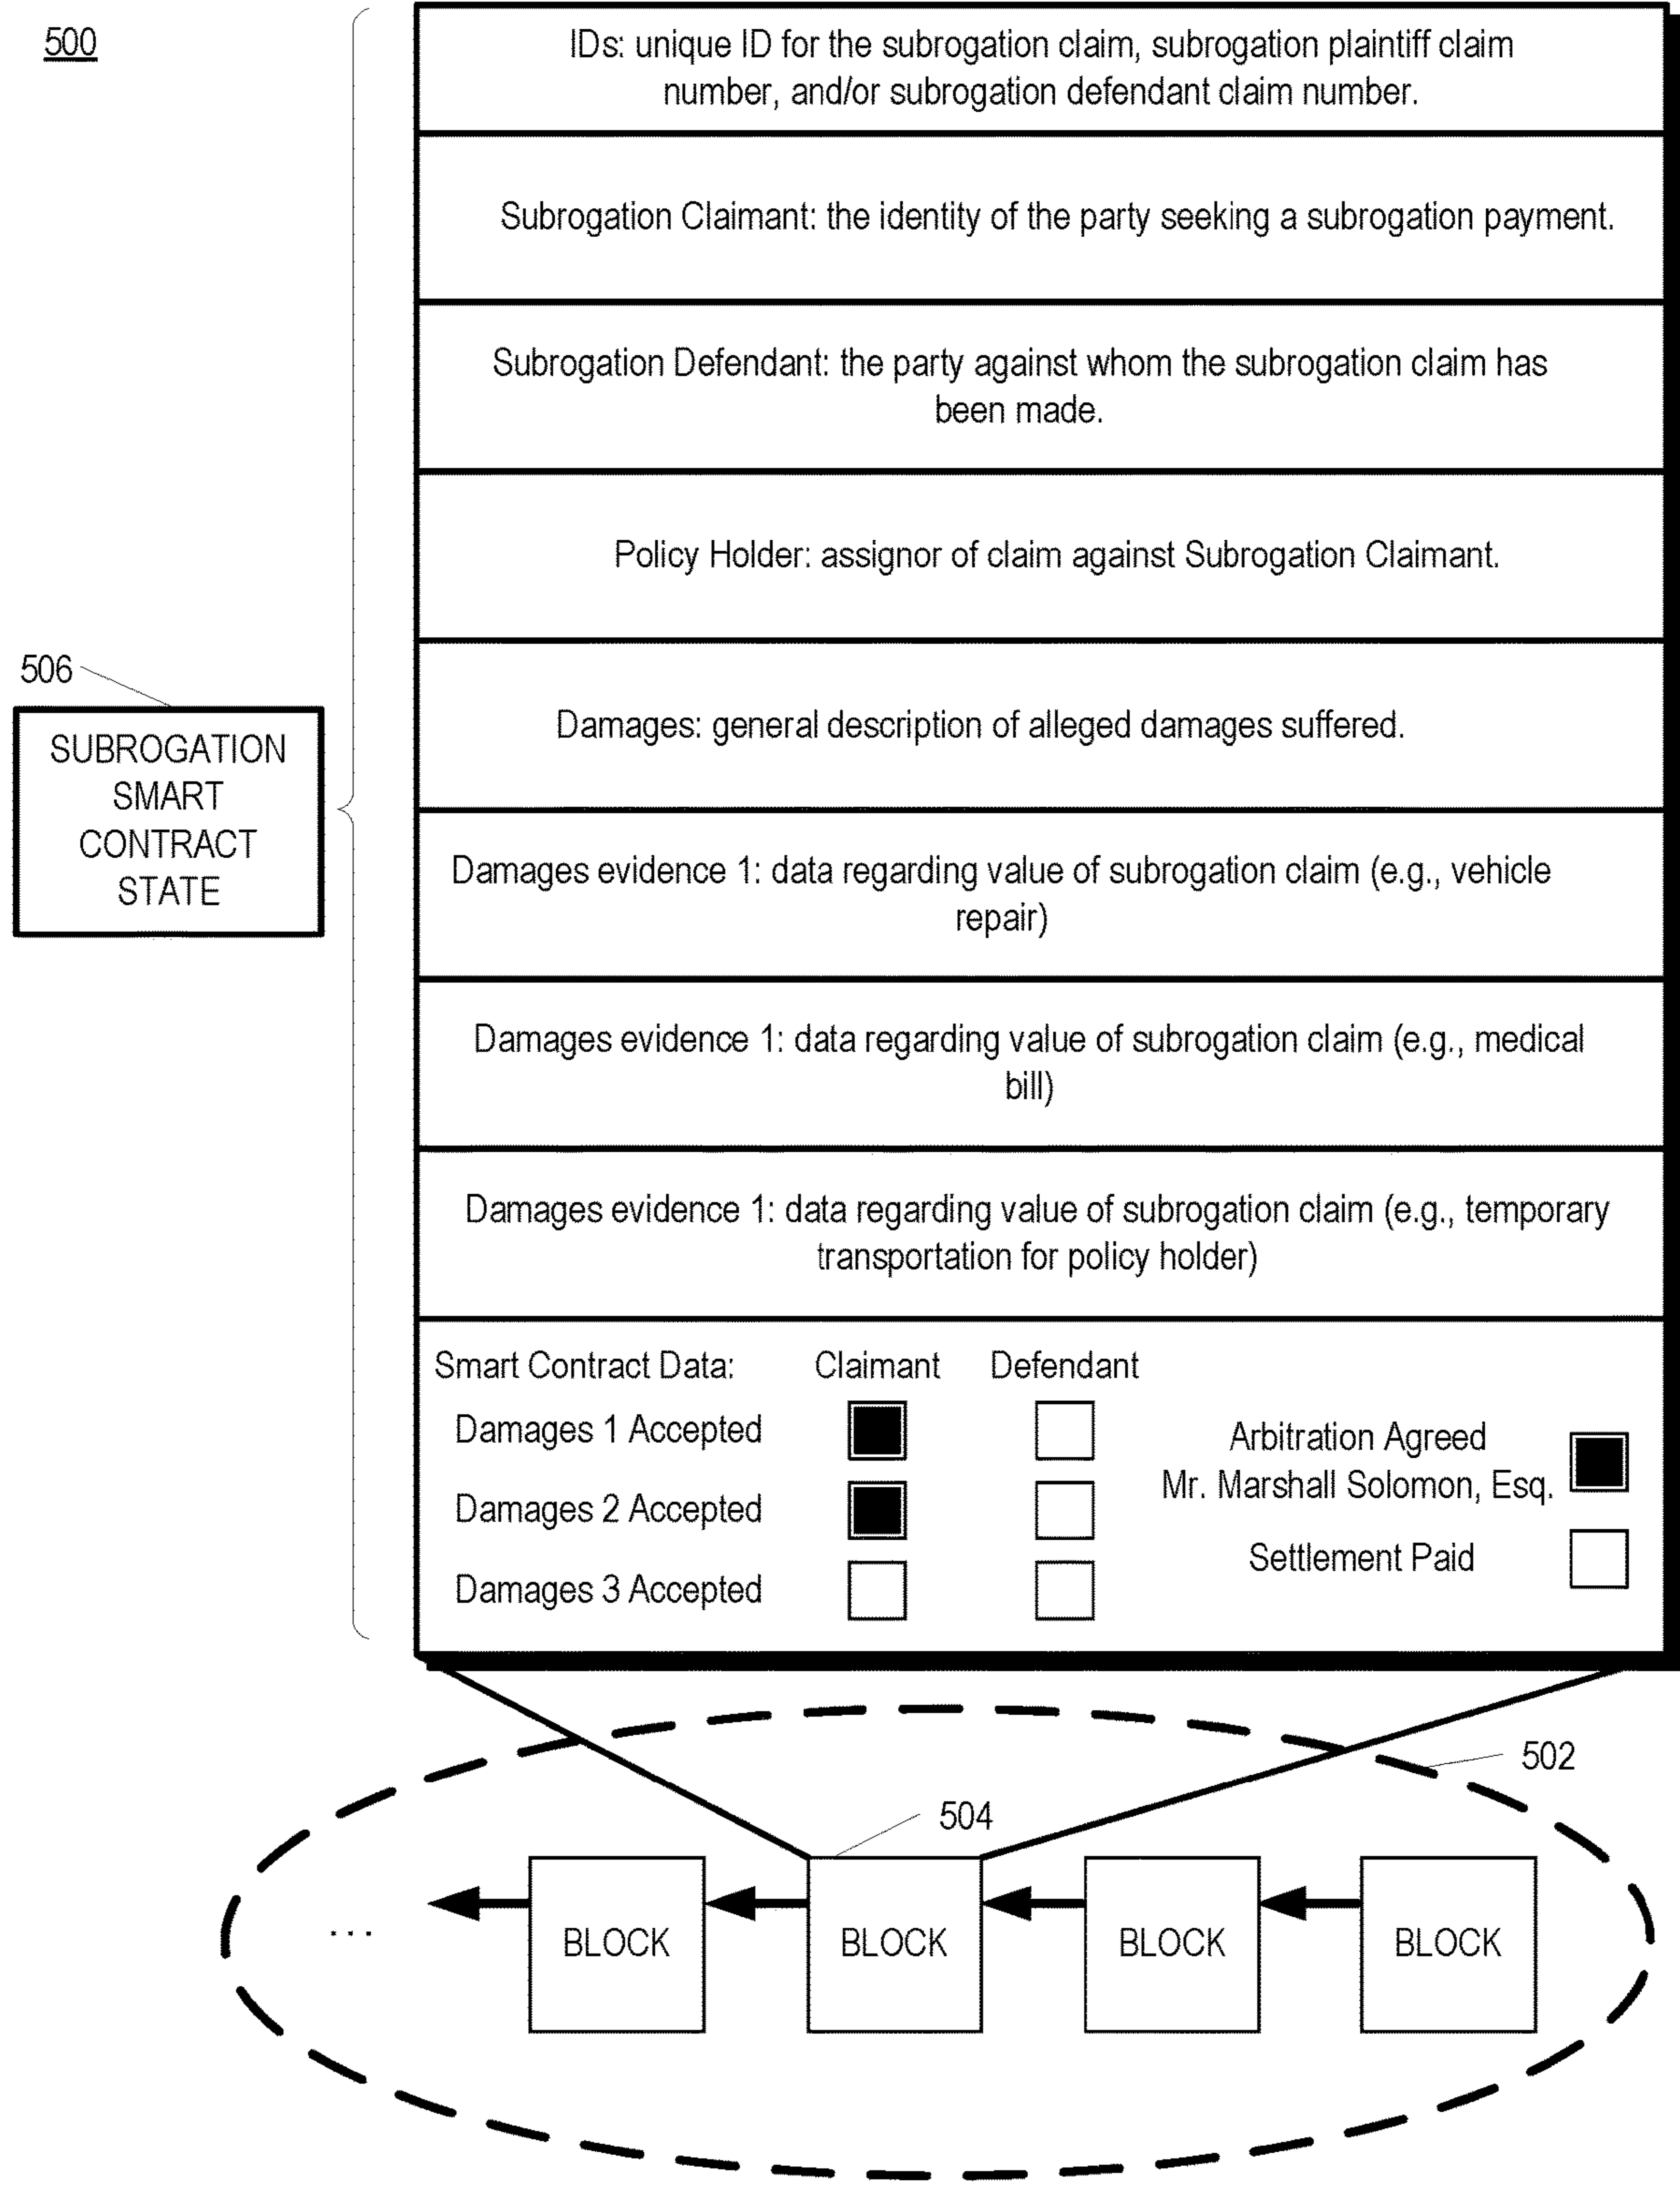 500
IDs: unique ID for the subrogation claim, subrogation plaintiff claim
number, and/or subrogation defendant claim number.
Subrogation Claimant: the identity of the party seeking a subrogation payment.
Subrogation Defendant: the party against whom the subrogation claim has
been made.
Policy Holder: assignor of claim against Subrogation Claimant.
506
SUBROGATION
SMART
CONTRACT
STATE
Damages: general description of alleged damages suffered.
Damages evidence 1: data regarding value of subrogation claim (e.g., vehicle
repair)
Damages evidence 1: data regarding value of subrogation claim (e.g., medical
bill)
Damages evidence 1: data regarding value of subrogation claim (e.g., temporary
transportation for policy holder)
Smart Contract Data: Claimant Defendant
Damages 1 Accepted
Damages 2 Accepted
Damages 3 Accepted
Arbitration Agreed
Mr. Marshall Solomon, Esq.
Settlement Paid
502
504
...
BLOCK
BLOCK
BLOCK
BLOCK